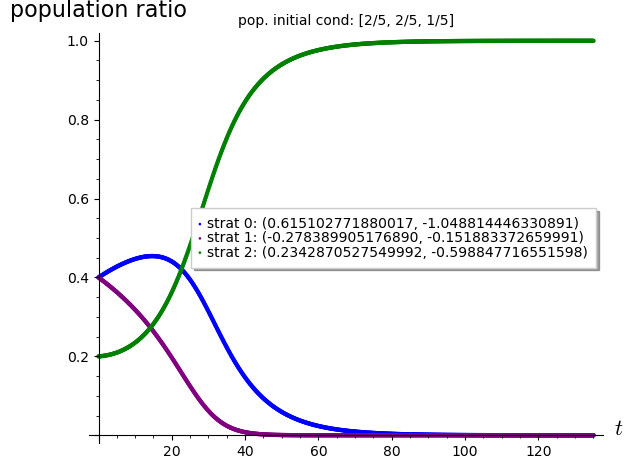 population ratio
pop. initial cond: [2/5, 2/5, 1/5]
1.0
0.8
0.6
strat 0: (0.615102771880017, -1.048814446330891)
strat 1: (-0.278389905176890, -0.151883372659991)
strat 2: (0.2342870527549992, -0.598847716551598)
0.4
0.2
t
20 40 60 80 100 120